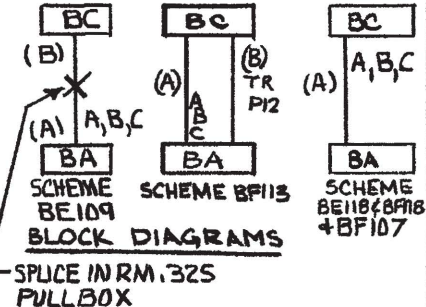 BC
(B)
(A) A,B,C
BA
SCHEME
BE109
BC
(A)
A
B
C
(B)
TR
P12
BA
SCHEME BF113
BC
(A)
A,B,C
BA
SCHEME
BE118&BF118
&BF107
BLOCK DIAGRAMS
SPLICE IN RM. 325
PULLBOX